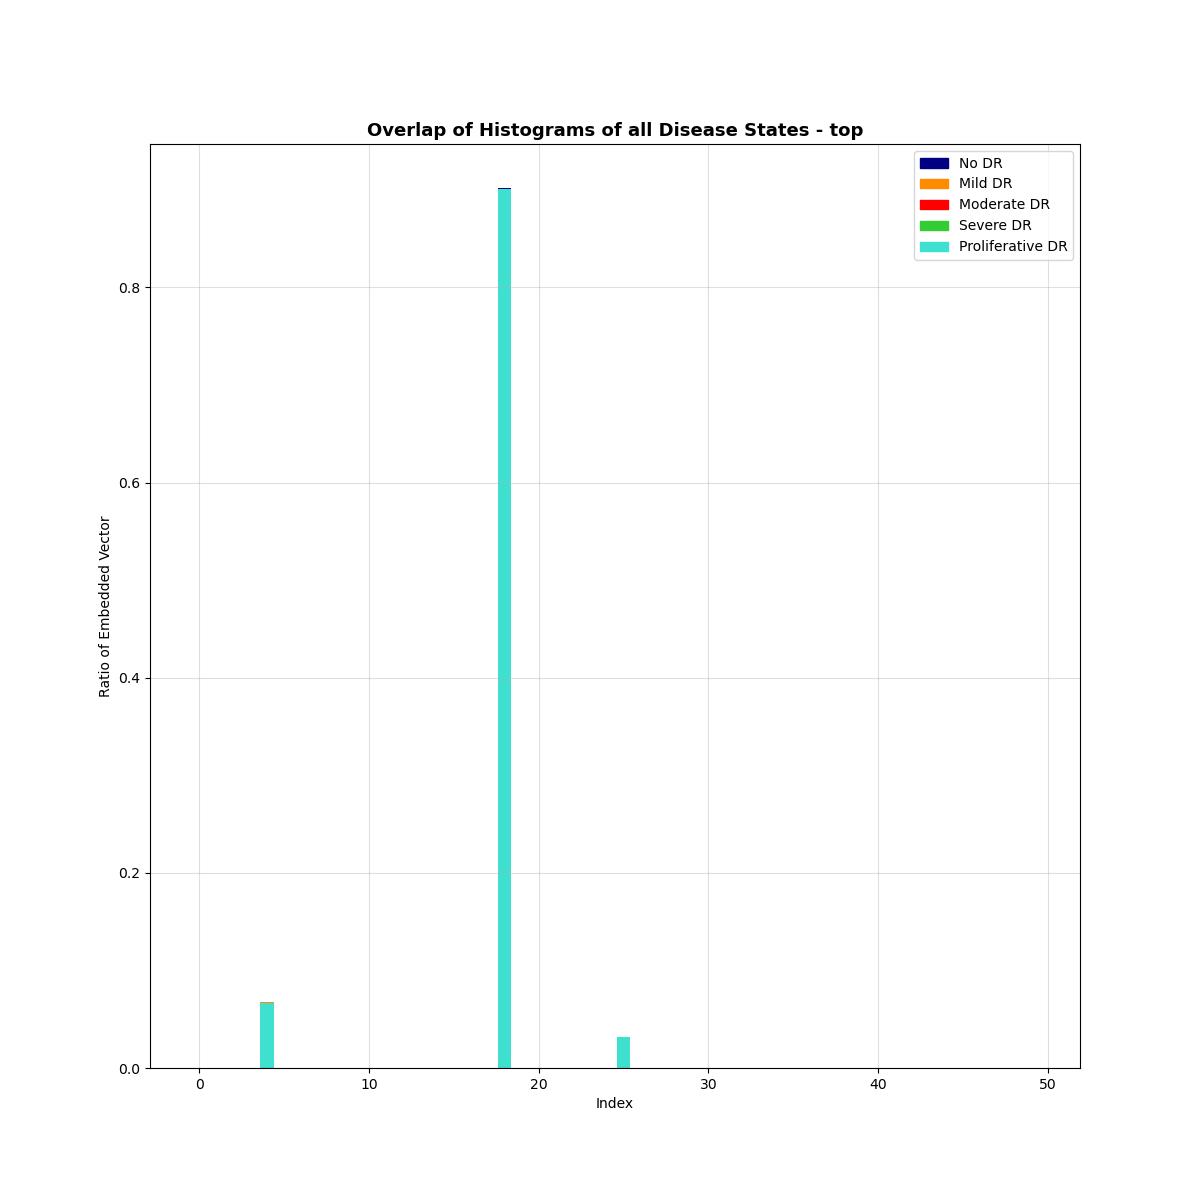 Overlap of Histograms of all Disease States - top
No DR
Mild DR
Moderate DR
Severe DR
Proliferative DR
0.8
0.6
0.4
0.2
0.0
Ratio of Embedded Vector
0 10 20 30 40 50
Index